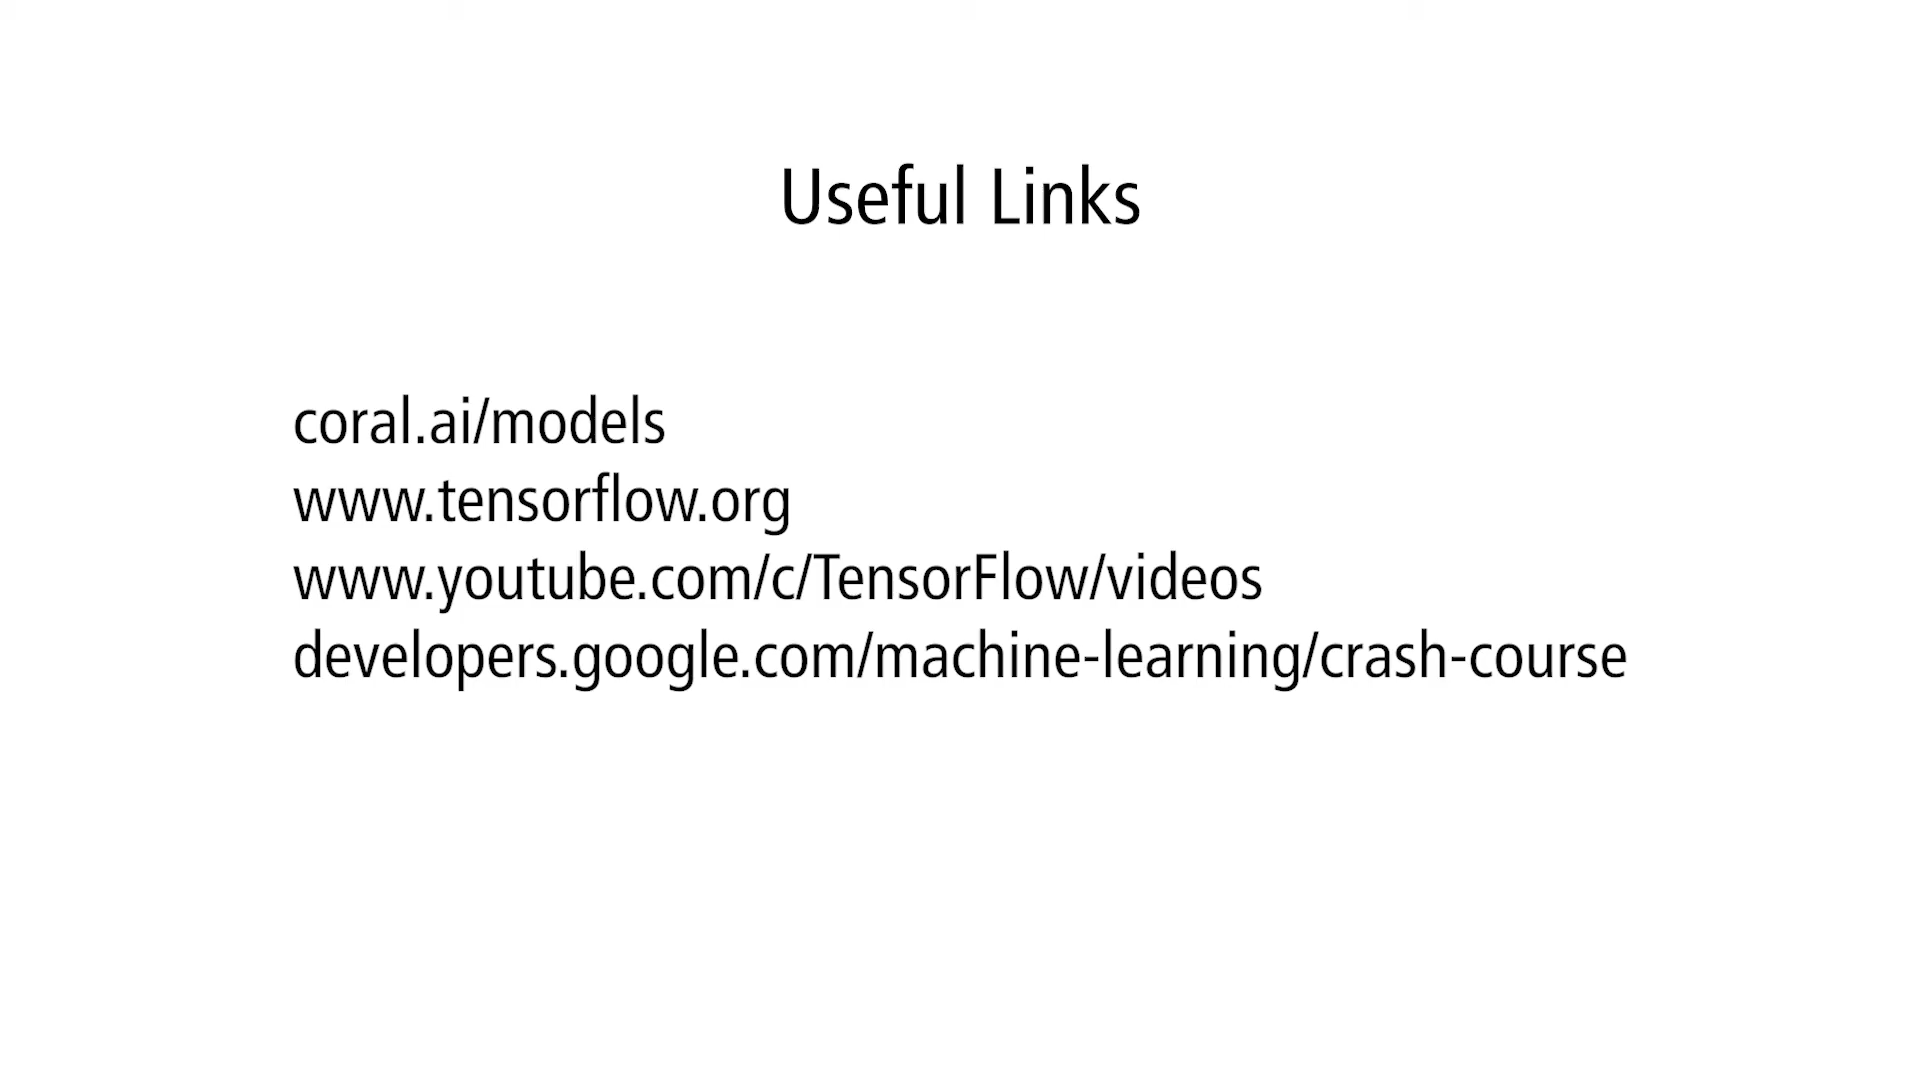 Useful Links
coral.ai/models
www.tensorflow.org
www.youtube.com/c/TensorFlow/videos
developers.google.com/machine-learning/crash-course